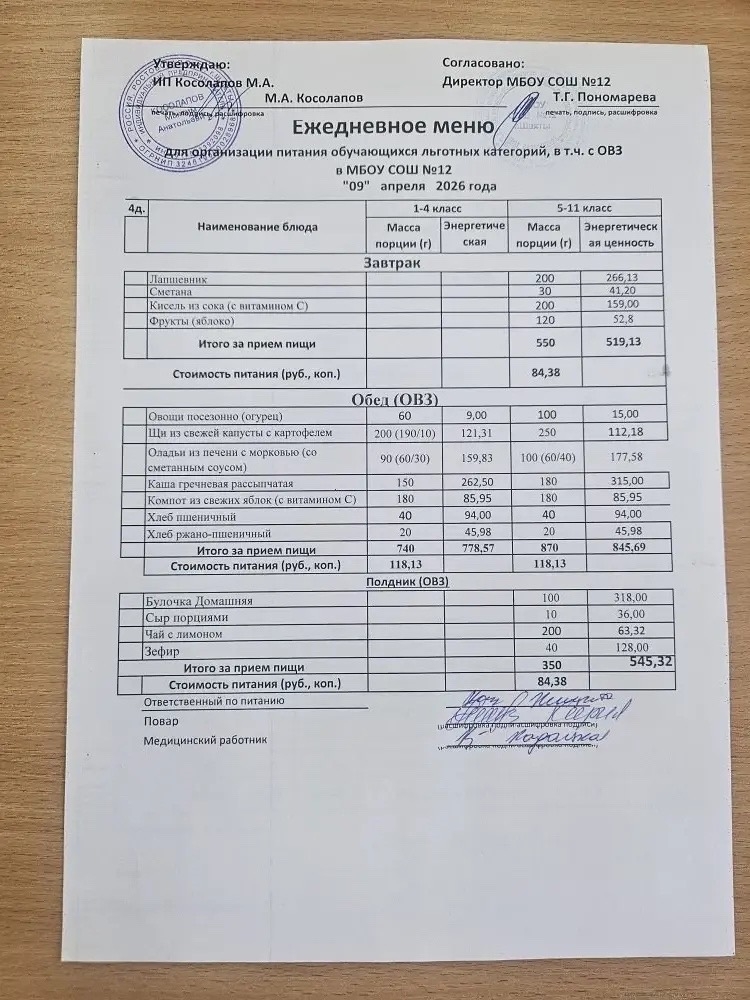 Утверждаю: Согласовано:
ИП Косолапов М.А. Директор МБОУ СОШ №12
М.А. Косолапов Т.Г. Пономарева
печать, подпись, расшифровка печать, подпись, расшифровка
Ежедневное меню
для организации питания обучающихся льготных категорий, в т.ч. с ОВЗ
в МБОУ СОШ №12
"09" апреля 2026 года
4д. Наименование блюда 1-4 класс 5-11 класс
Масса порции (г) Энергетиче ская Масса порции (г) Энергетическ ая ценность
Завтрак
Лапшевник 200 266,13
Сметана 30 41,20
Кисель из сока (с витамином С) 200 159,00
Фрукты (яблоко) 120 52,8
Итого за прием пищи 550 519,13
Стоимость питания (руб., коп.) 84,38
Обед (ОВЗ)
Овощи посезонно (огурец) 60 9,00 100 15,00
Щи из свежей капусты с картофелем 200 (190/10) 121,31 250 112,18
Оладьи из печени с морковью (со
сметанным соусом) 90 (60/30) 159,83 100 (60/40) 177,58
Каша гречневая рассыпчатая 150 262,50 180 315,00
Компот из свежих яблок (с витамином С) 180 85,95 180 85,95
Хлеб пшеничный 40 94,00 40 94,00
Хлеб ржано-пшеничный 20 45,98 20 45,98
Итого за прием пищи 740 778,57 870 845,69
Стоимость питания (руб., коп.) 118,13 118,13
Полдник (ОВЗ)
Булочка Домашняя 100 318,00
Сыр порциями 10 36,00
Чай с лимоном 200 63,32
Зефир 40 128,00
Итого за прием пищи 350 545,32
Стоимость питания (руб., коп.) 84,38
Ответственный по питанию
Повар
Медицинский работник